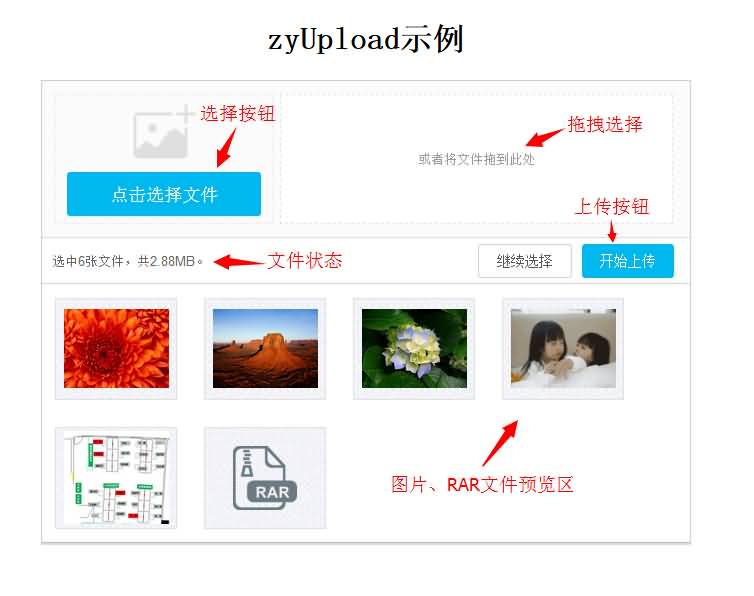 zyUpload示例
选择按钮
拖拽选择
或者将文件拖到此处
点击选择文件
上传按钮
选中6张文件，共2.88MB。
文件状态
继续选择
开始上传
RAR
图片、RAR文件预览区